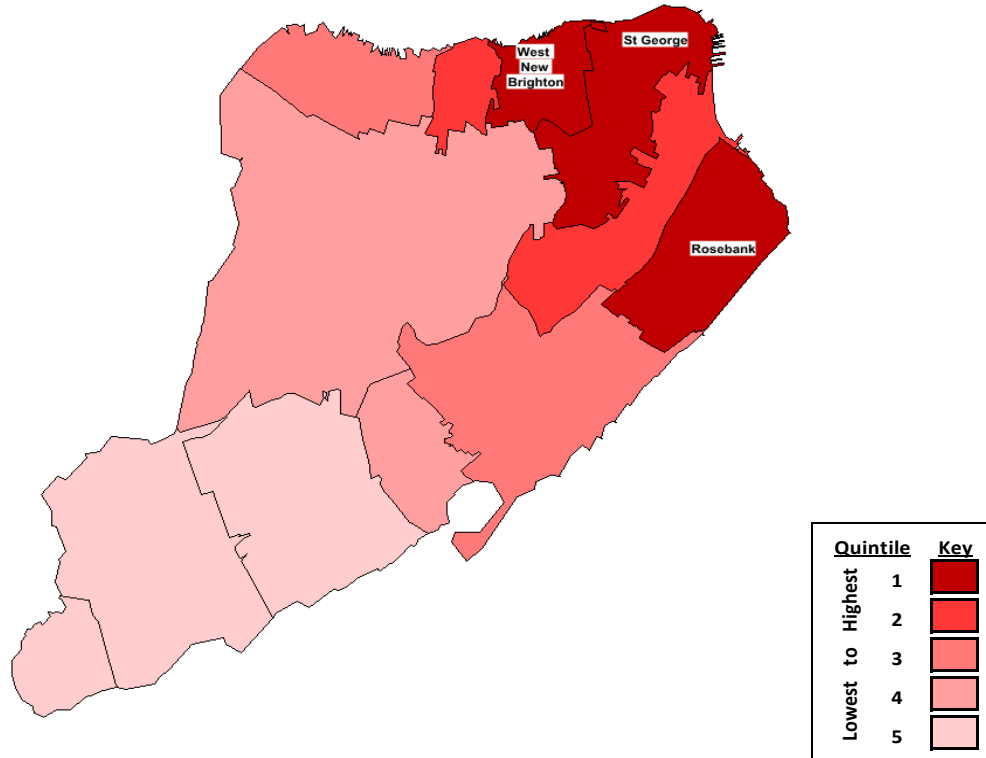 St George
West
New
Brighton
Rosebank
Quintile Key
Lowest to Highest
1
2
3
4
5